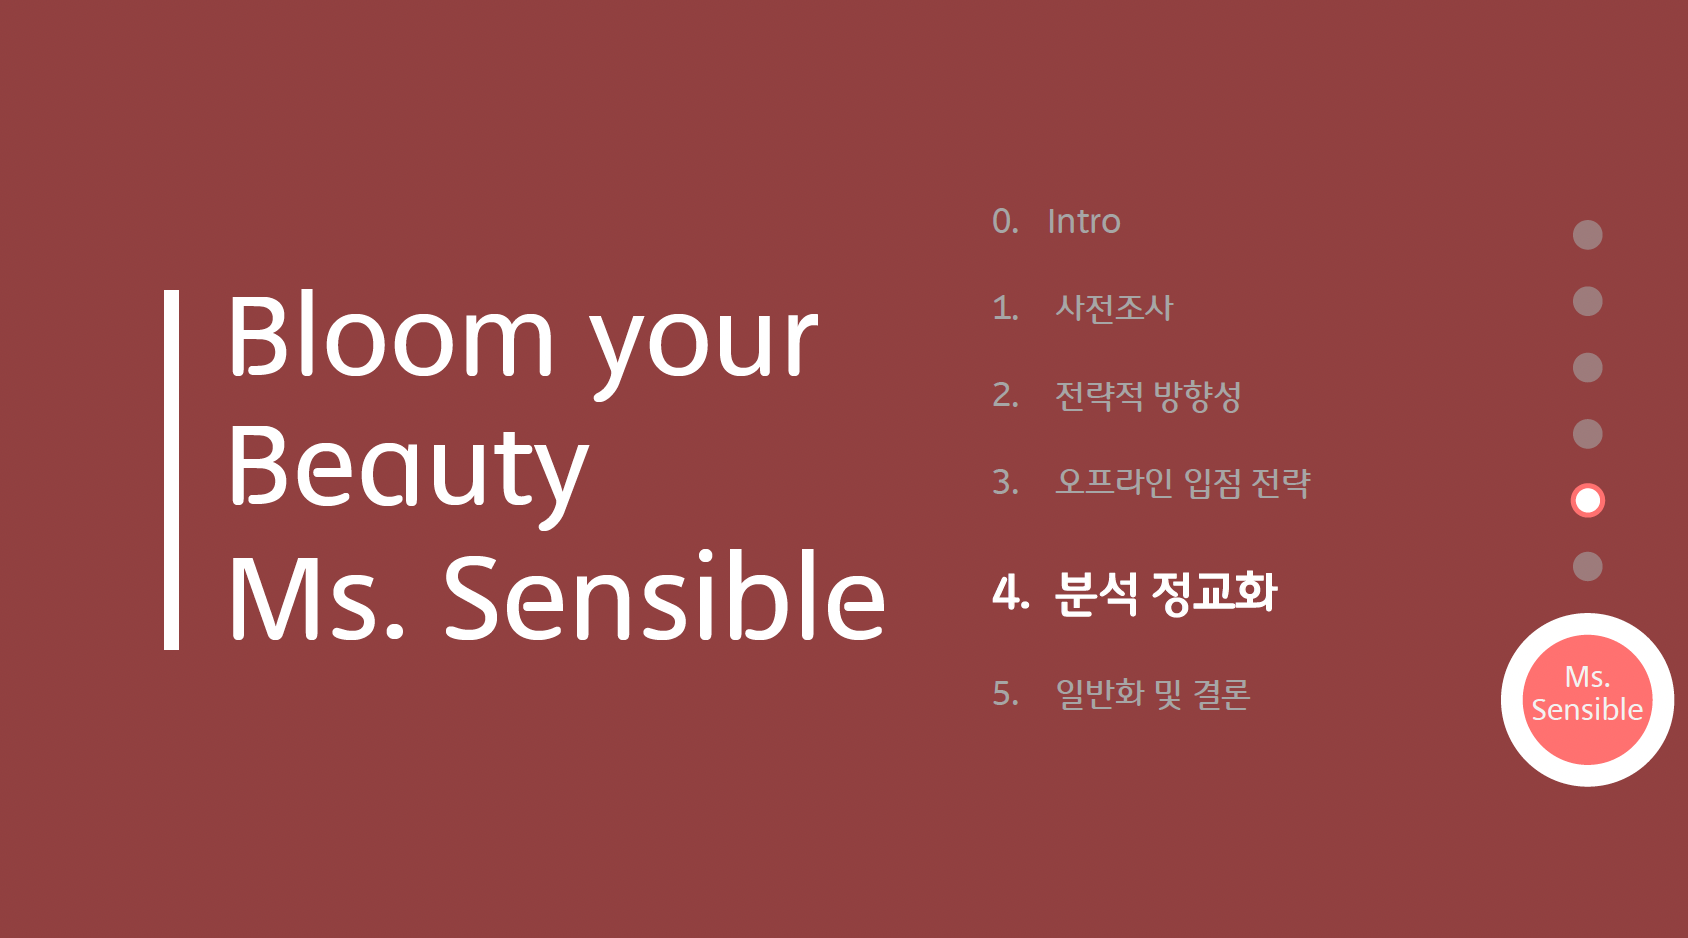 Bloom your
Beauty
Ms. Sensible
0. Intro
1. 사전조사
2. 전략적 방향성
3. 오프라인 입점 전략
4. 분석 정교화
5. 일반화 및 결론
Ms.
Sensible